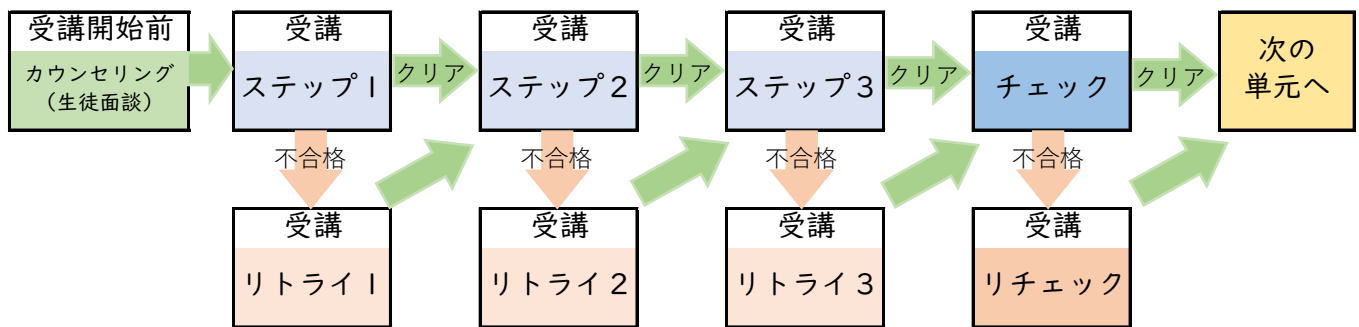 受講開始前
カウンセリング
（生徒面談）
受講
ステップ1
クリア
受講
ステップ2
クリア
受講
ステップ3
クリア
受講
チェック
クリア
次の
単元へ
不合格
不合格
不合格
不合格
受講
リトライ1
受講
リトライ2
受講
リトライ3
受講
リチェック